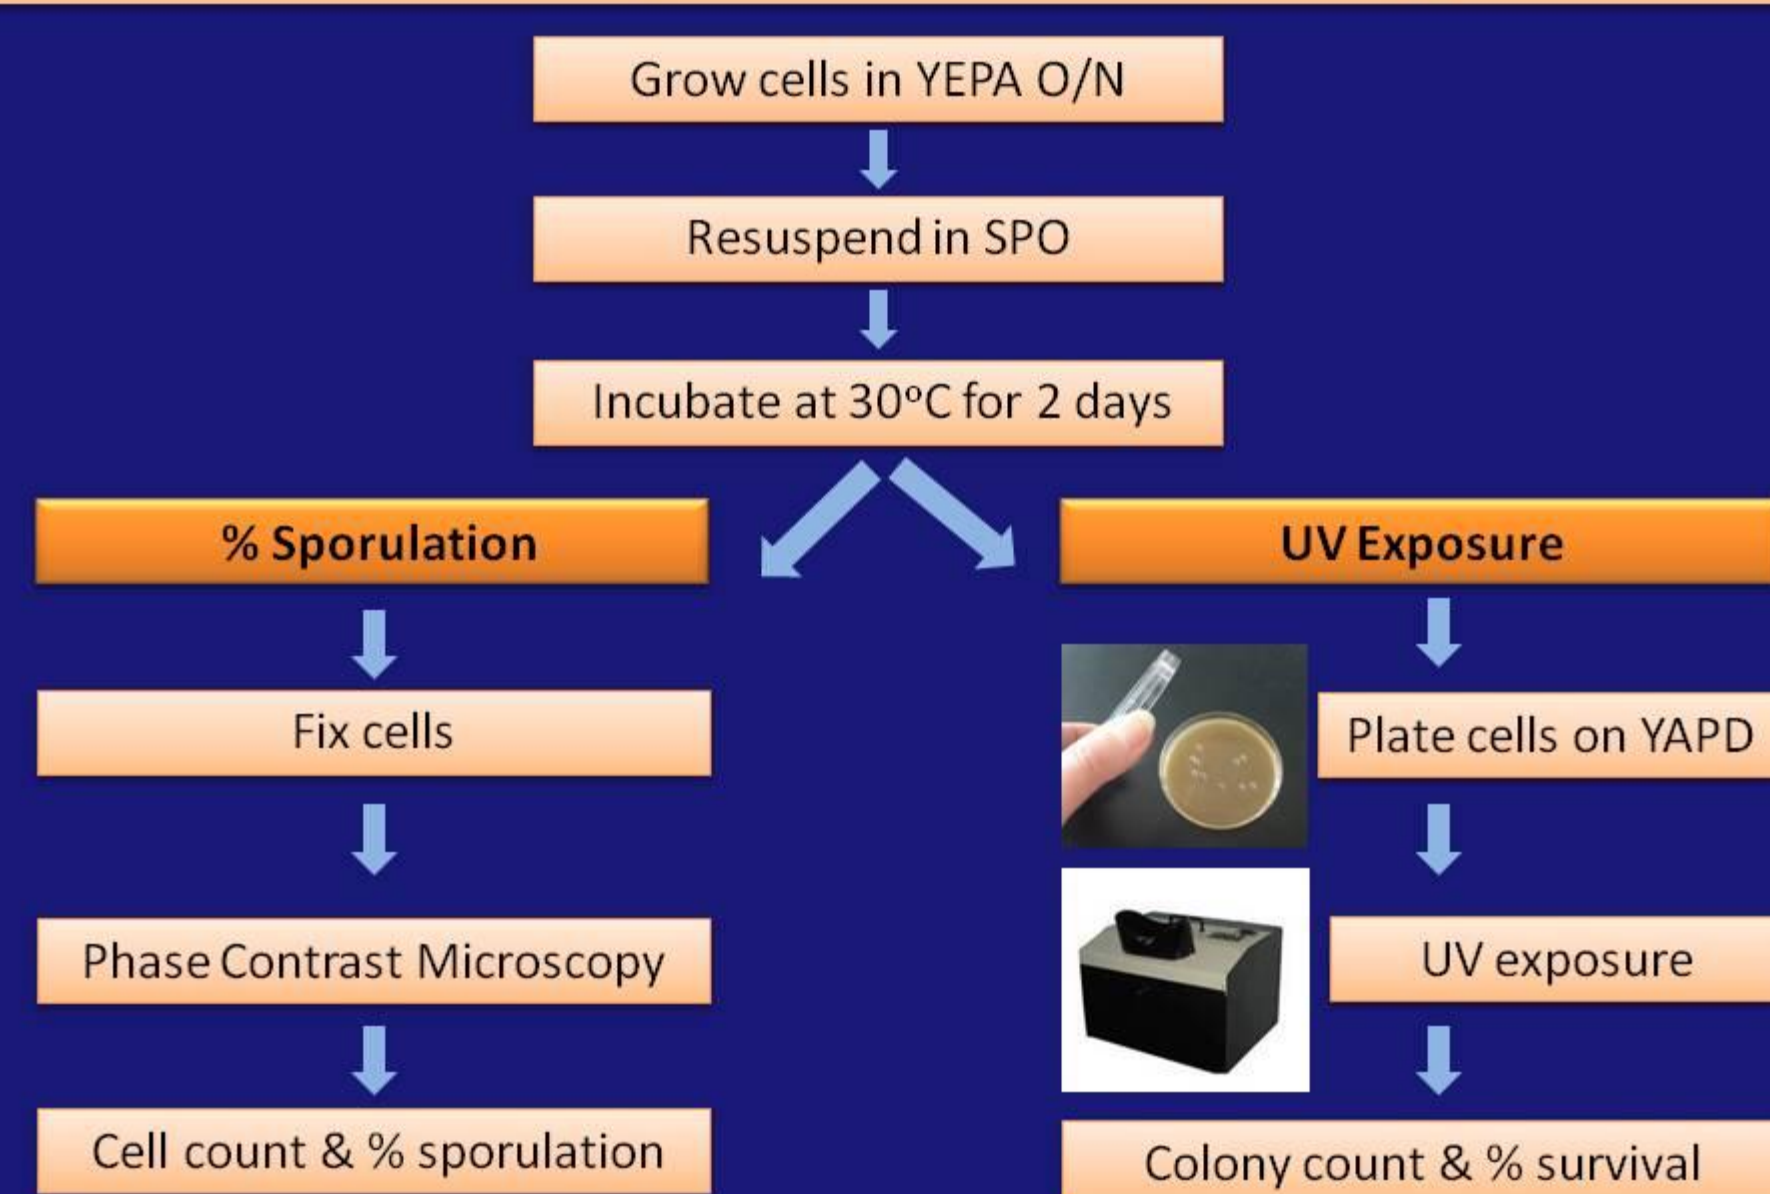 Grow cells in YEPA O/N
Resuspend in SPO
Incubate at 30°C for 2 days
% Sporulation
Fix cells
Phase Contrast Microscopy
Cell count & % sporulation
UV Exposure
Plate cells on YAPD
UV exposure
Colony count & % survival